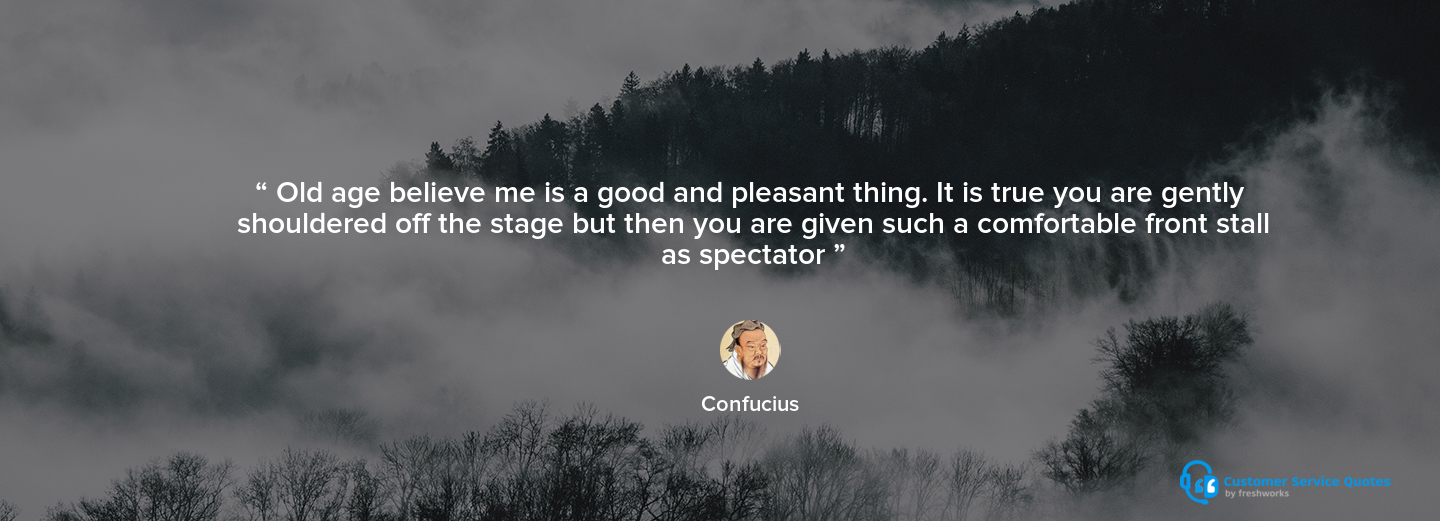 “ Old age believe me is a good and pleasant thing. It is true you are gently
shouldered off the stage but then you are given such a comfortable front stall
as spectator ”
Confucius
Customer Service Quotes
by freshworks